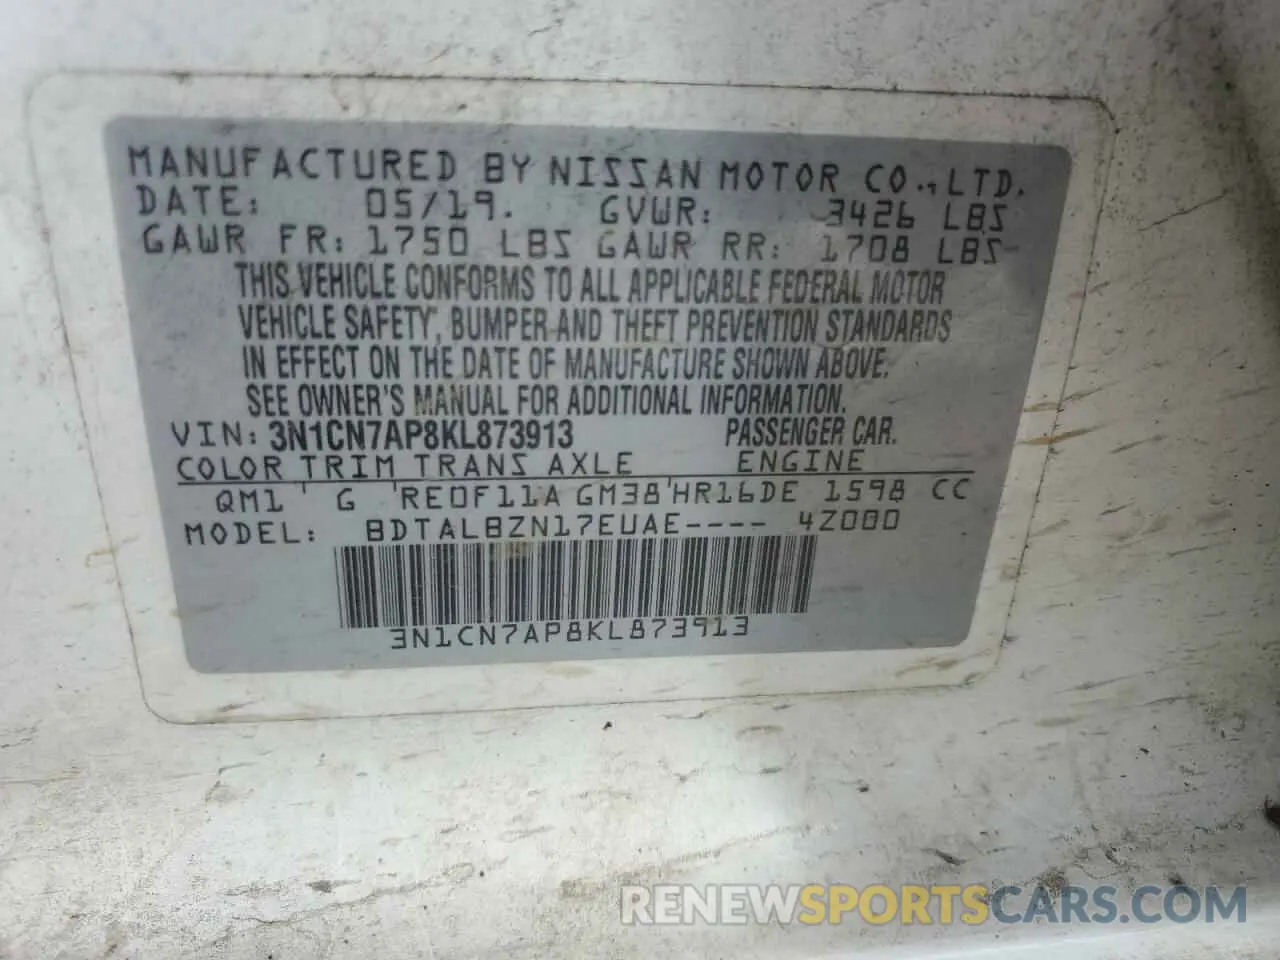 MANUFACTURED BY NISSAN MOTOR CO., LTD.
DATE: 05/19. GVWR: 3426 LBS
GAWR FR: 1750 LBS GAWR RR: 1708 LBS
THIS VEHICLE CONFORMS TO ALL APPLICABLE FEDERAL MOTOR
VEHICLE SAFETY, BUMPER AND THEFT PREVENTION STANDARDS
IN EFFECT ON THE DATE OF MANUFACTURE SHOWN ABOVE.
SEE OWNER'S MANUAL FOR ADDITIONAL INFORMATION.
VIN: 3N1CN7AP8KL873913 PASSENGER CAR.
COLOR TRIM TRANS AXLE ENGINE
QM1 ' G 'RE0F11A GM38'HR16DE 1598 CC
MODEL: BDTALBZN17EUAE---- 4Z000
3N1CN7AP8KL873913
RENEWSPORTSCARS.COM